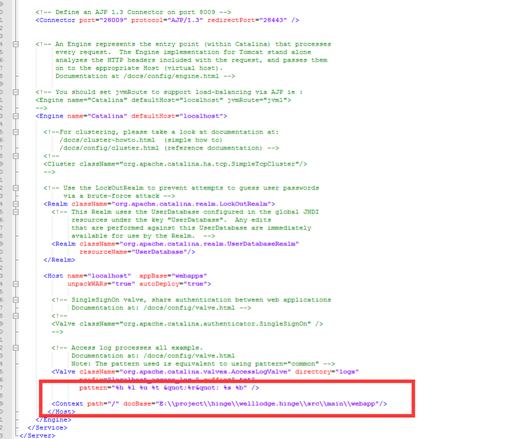 <!-- Define an AJP 1.3 Connector on port 8009 -->
<Connector port="28009" protocol="AJP/1.3" redirectPort="28443" />
<!-- An Engine represents the entry point (within Catalina) that processes
every request. The Engine implementation for Tomcat stand alone
analyzes the HTTP headers included with the request, and passes them
on to the appropriate Host (virtual host).
Documentation at /docs/config/engine.html -->
<!-- You should set jvmRoute to support load-balancing via AJP ie :
<Engine name="Catalina" defaultHost="localhost" jvmRoute="jvm1">
-->
<Engine name="Catalina" defaultHost="localhost">
<!--For clustering, please take a look at documentation at:
/docs/cluster-howto.html (simple how to)
/docs/config/cluster.html (reference documentation) -->
<!--
<Cluster className="org.apache.catalina.ha.tcp.SimpleTcpCluster"/>
-->
<!-- Use the LockOutRealm to prevent attempts to guess user passwords
via a brute-force attack -->
<Realm className="org.apache.catalina.realm.LockOutRealm">
<!-- This Realm uses the UserDatabase configured in the global JNDI
resources under the key "UserDatabase". Any edits
that are performed against this UserDatabase are immediately
available for use by the Realm. -->
<Realm className="org.apache.catalina.realm.UserDatabaseRealm"
resourceName="UserDatabase"/>
</Realm>
<Host name="localhost" appBase="webapps"
unpackWARs="true" autoDeploy="true">
<!-- SingleSignOn valve, share authentication between web applications
Documentation at: /docs/config/valve.html -->
<!--
<Valve className="org.apache.catalina.authenticator.SingleSignOn" />
-->
<!-- Access log processes all example.
Documentation at: /docs/config/valve.html
Note: The pattern used is equivalent to using pattern="common" -->
<Valve className="org.apache.catalina.valves.AccessLogValve" directory="logs"
pattern="%h %l %u %t &quot;%r&quot; %s %b" />
<Context path="/" docBase="E:\\project\\hinge\\welllodge.hinge\\src\\main\\webapp"/>
</Host>
</Engine>
</Service>
</Server>